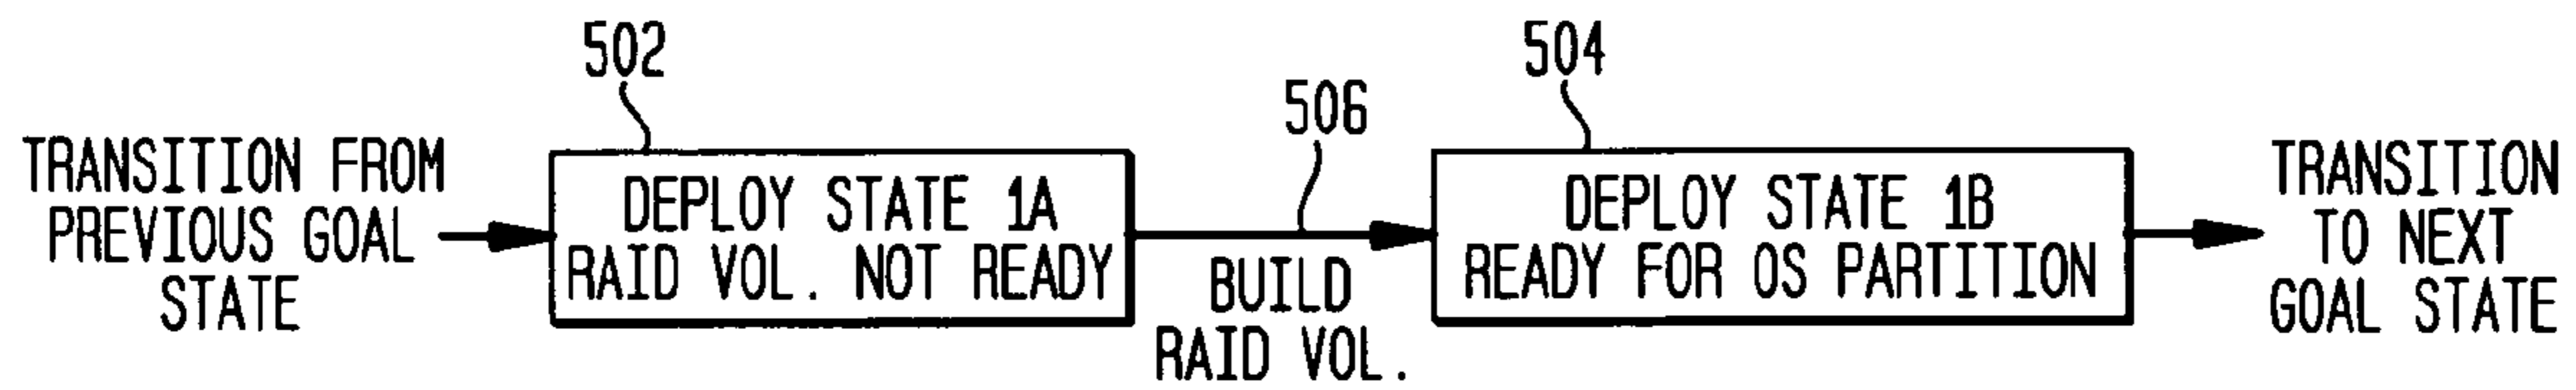 502
504
506
TRANSITION FROM
PREVIOUS GOAL
STATE
DEPLOY STATE 1A
RAID VOL. NOT READY
BUILD
RAID VOL.
DEPLOY STATE 1B
READY FOR OS PARTITION
TRANSITION
TO NEXT
GOAL STATE